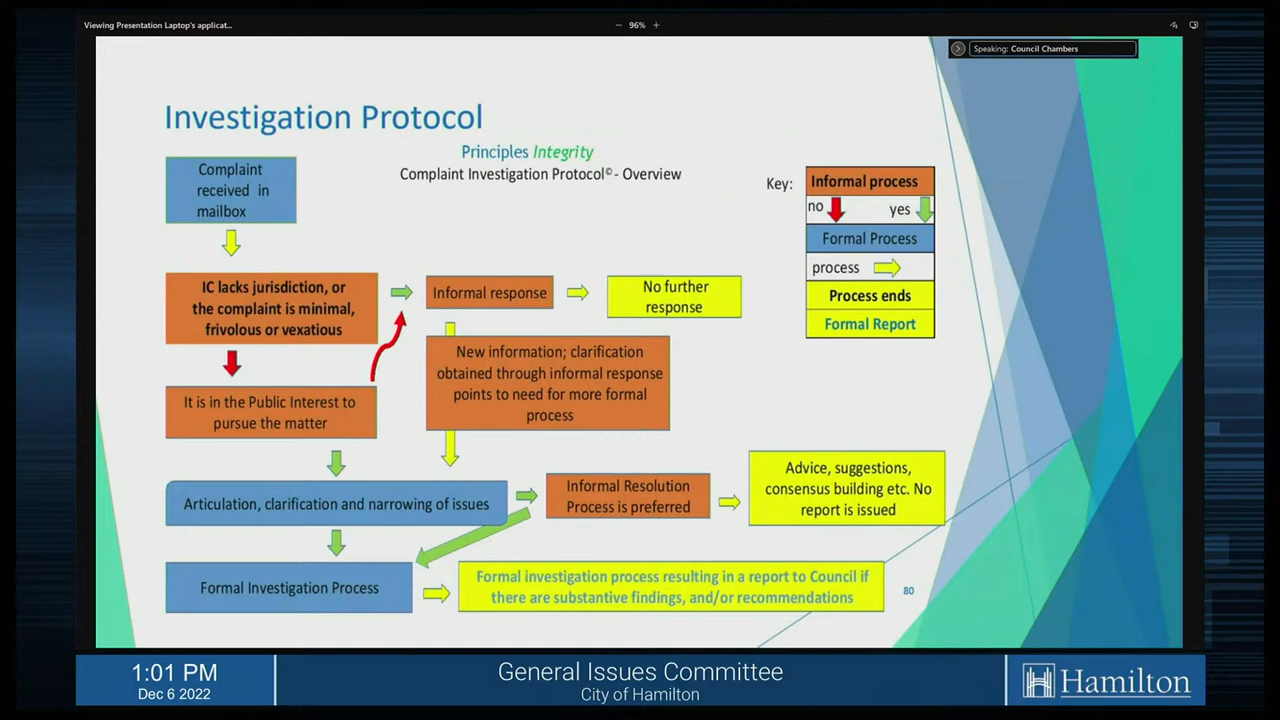 Viewing Presentation Laptop's applicat...
96%
Speaking: Council Chambers
Investigation Protocol
Principles Integrity
Complaint Investigation Protocol©- Overview
Complaint
received in
mailbox
Key:
Informal process
no
yes
Formal Process
process
Process ends
Formal Report
IC lacks jurisdiction, or
the complaint is minimal,
frivolous or vexatious
Informal response
No further
response
New information; clarification
obtained through informal response
points to need for more formal
process
It is in the Public Interest to
pursue the matter
Articulation, clarification and narrowing of issues
Informal Resolution
Process is preferred
Advice, suggestions,
consensus building etc. No
report is issued
Formal Investigation Process
Formal investigation process resulting in a report to Council if
there are substantive findings, and/or recommendations
80
1:01 PM
Dec 6 2022
General Issues Committee
City of Hamilton
Hamilton